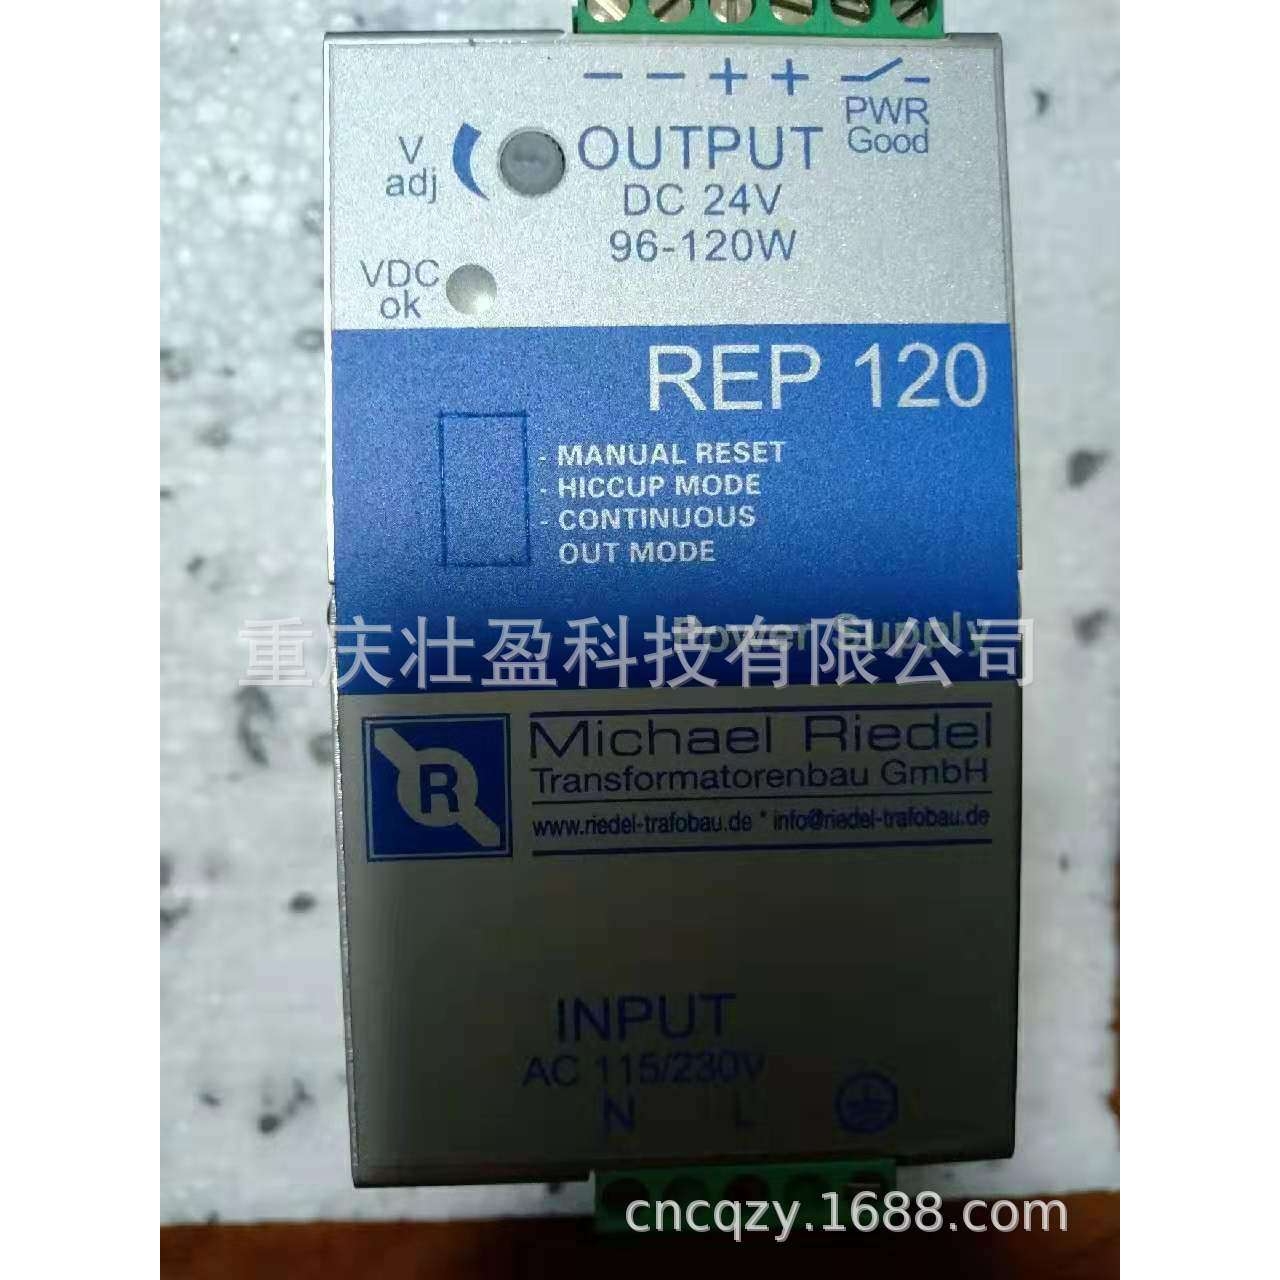 − − + +
PWR
Good
V
adj
OUTPUT
DC 24V
96-120W
VDC
ok
REP 120
- MANUAL RESET
- HICCUP MODE
- CONTINUOUS
OUT MODE
Power Supply
重庆壮盈科技有限公司
R
Michael Riedel
Transformatorenbau GmbH
www.riedel-trafobau.de * info@riedel-trafobau.de
INPUT
AC 115/230V
N L
cncqzy.1688.com